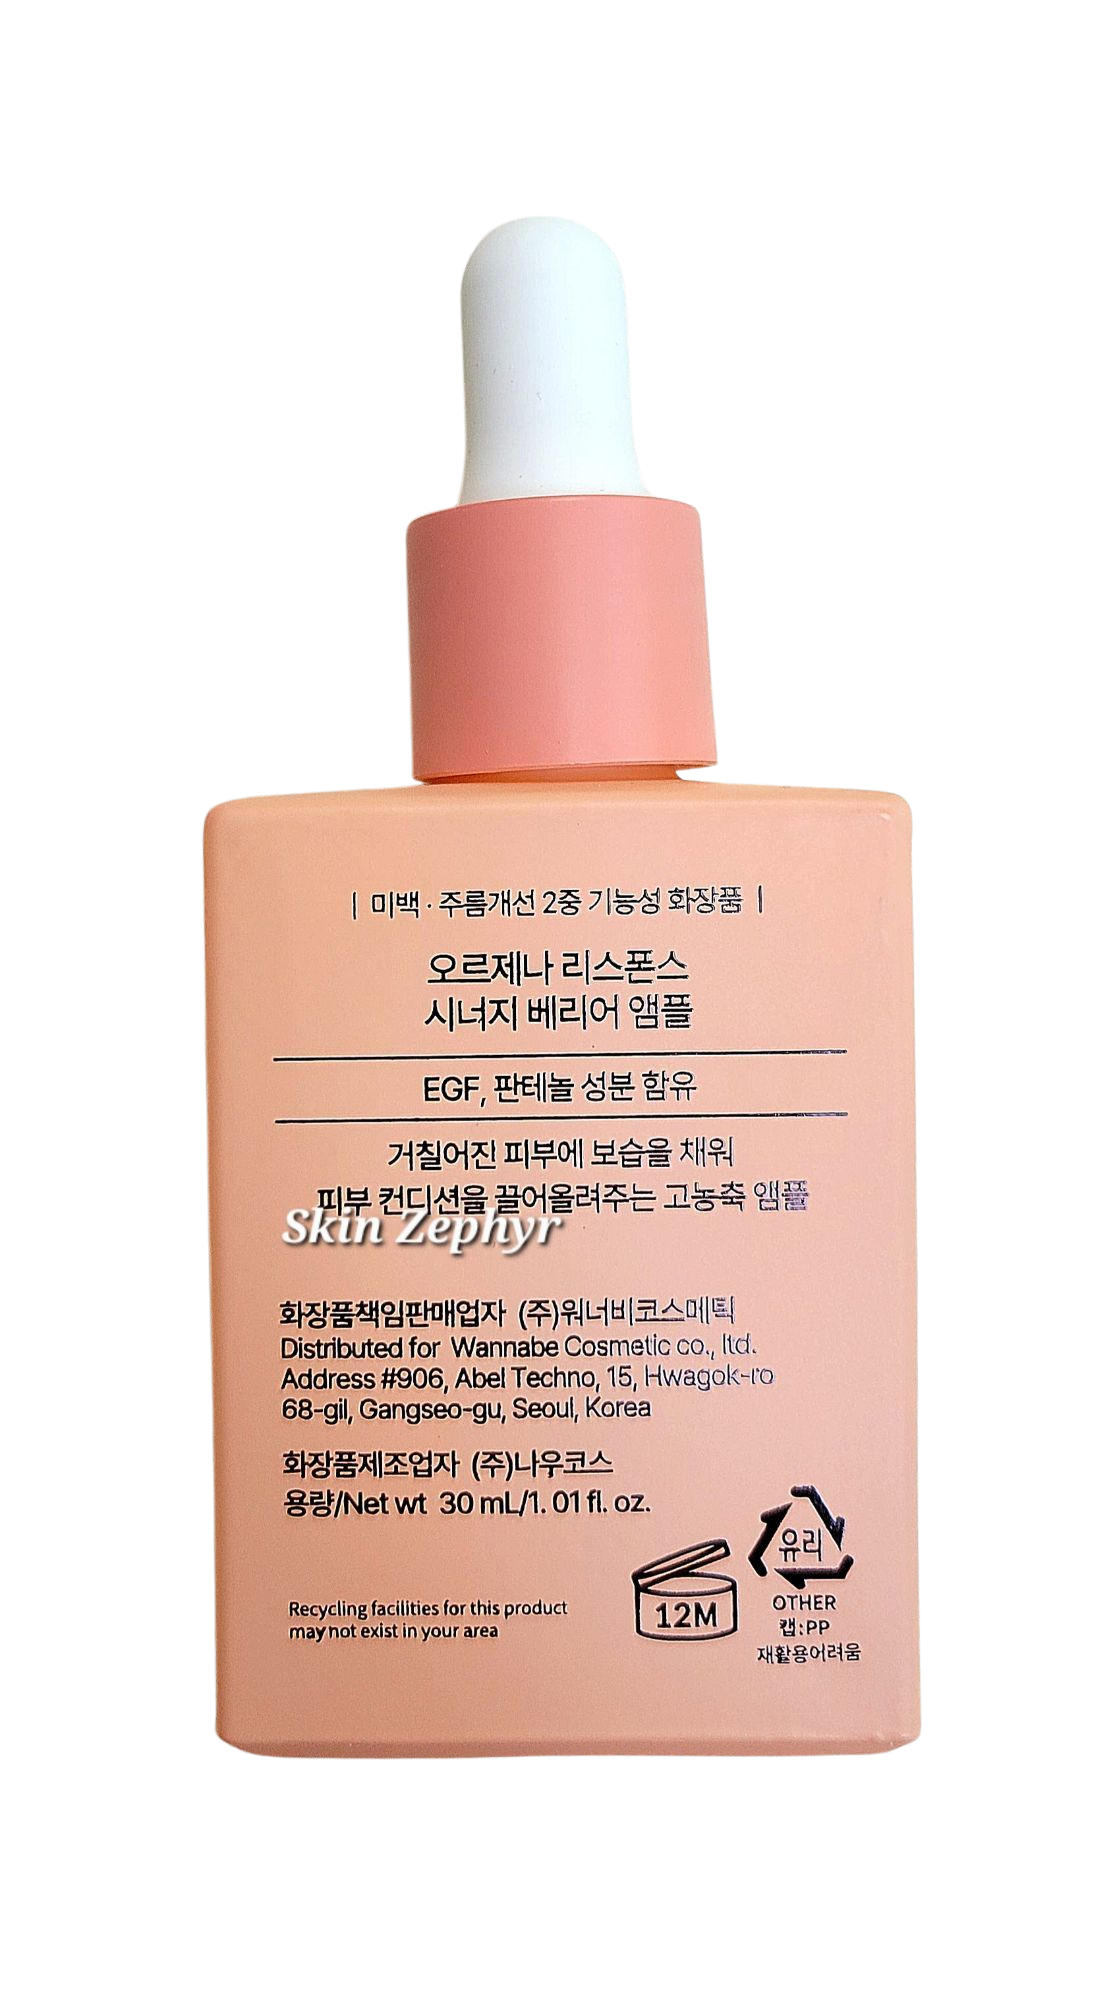 | 미백 · 주름개선 2중 기능성 화장품 |
오르제나 리스폰스
시너지 베리어 앰플
EGF, 판테놀 성분 함유
거칠어진 피부에 보습을 채워
피부 컨디션을 끌어올려주는 고농축 앰플
Skin Zephyr
화장품책임판매업자 (주)워너비코스메틱
Distributed for Wannabe Cosmetic co., ltd.
Address #906, Abel Techno, 15, Hwagok-ro
68-gil, Gangseo-gu, Seoul, Korea
화장품제조업자 (주)나우코스
용량/Net wt 30 mL/1. 01 fl. oz.
Recycling facilities for this product
may not exist in your area
12M
유리
OTHER
캡:PP
재활용어려움